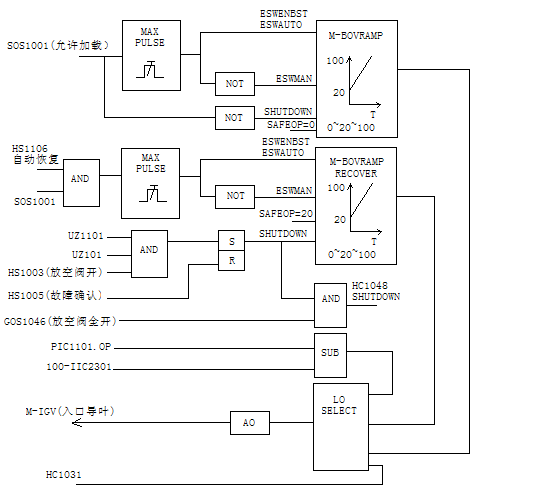 ESWENBST
ESWAUTO
SOS1001(允许加载)
MAX
PULSE
M-BOVRAMP
100
20
T
0~20~100
NOT
ESWMAN
NOT
SHUTDOWN
SAFEOP=0
HS1106
自动恢复
SOS1001
AND
MAX
PULSE
ESWENBST
ESWAUTO
M-BOVRAMP
RECOVER
100
20
T
0~20~100
NOT
ESWMAN
SAFEOP=20
SHUTDOWN
UZ1101
UZ101
HS1003(放空阀开)
AND
S
R
HS1005(故障确认)
GOS1046(放空阀全开)
AND
HC1048
SHUTDOWN
PIC1101.OP
100-IIC2301
SUB
M-IGV(入口导叶)
AO
LO
SELECT
HC1031